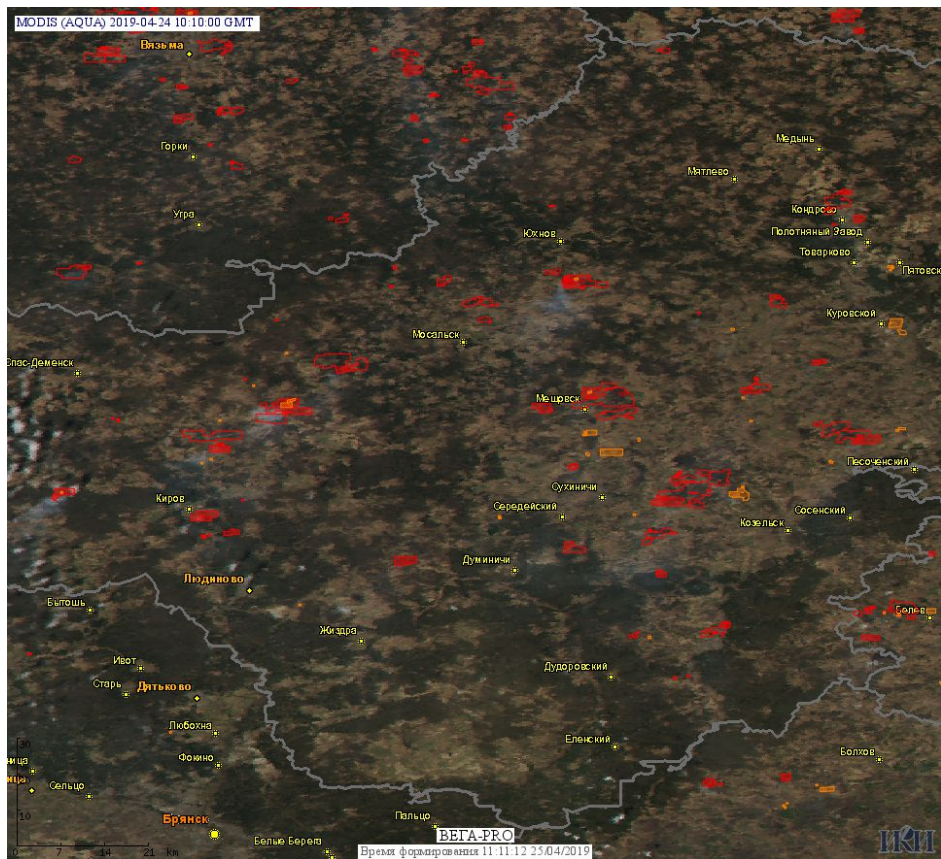 MODIS (AQUA) 2019-04-24 10:10:00 GMT
Вязьма
Медынь
Горки
Мятлево
Угра
Кондрово
Юхнов
Полотняный Завод
Товарково
Пятовск
Куровской
Мосальск
Спас-Деменск
Мещовск
Песоченский
Киров
Сухиничи
Середейский
Сосенский
Козельск
Думиничи
Людиново
Бытошь
Белев
Жиздра
Ивот
Дудоровский
Старь
Дятьково
Любохна
Еленский
30
Болхов
Фокино
ница
ица
Сельцо
10
Пальцо
Брянск
ВЕГА-PRO
ИКИ
Белые Берега
0 7 14 21 km
Время формирования 11:11:12 25/04/2019